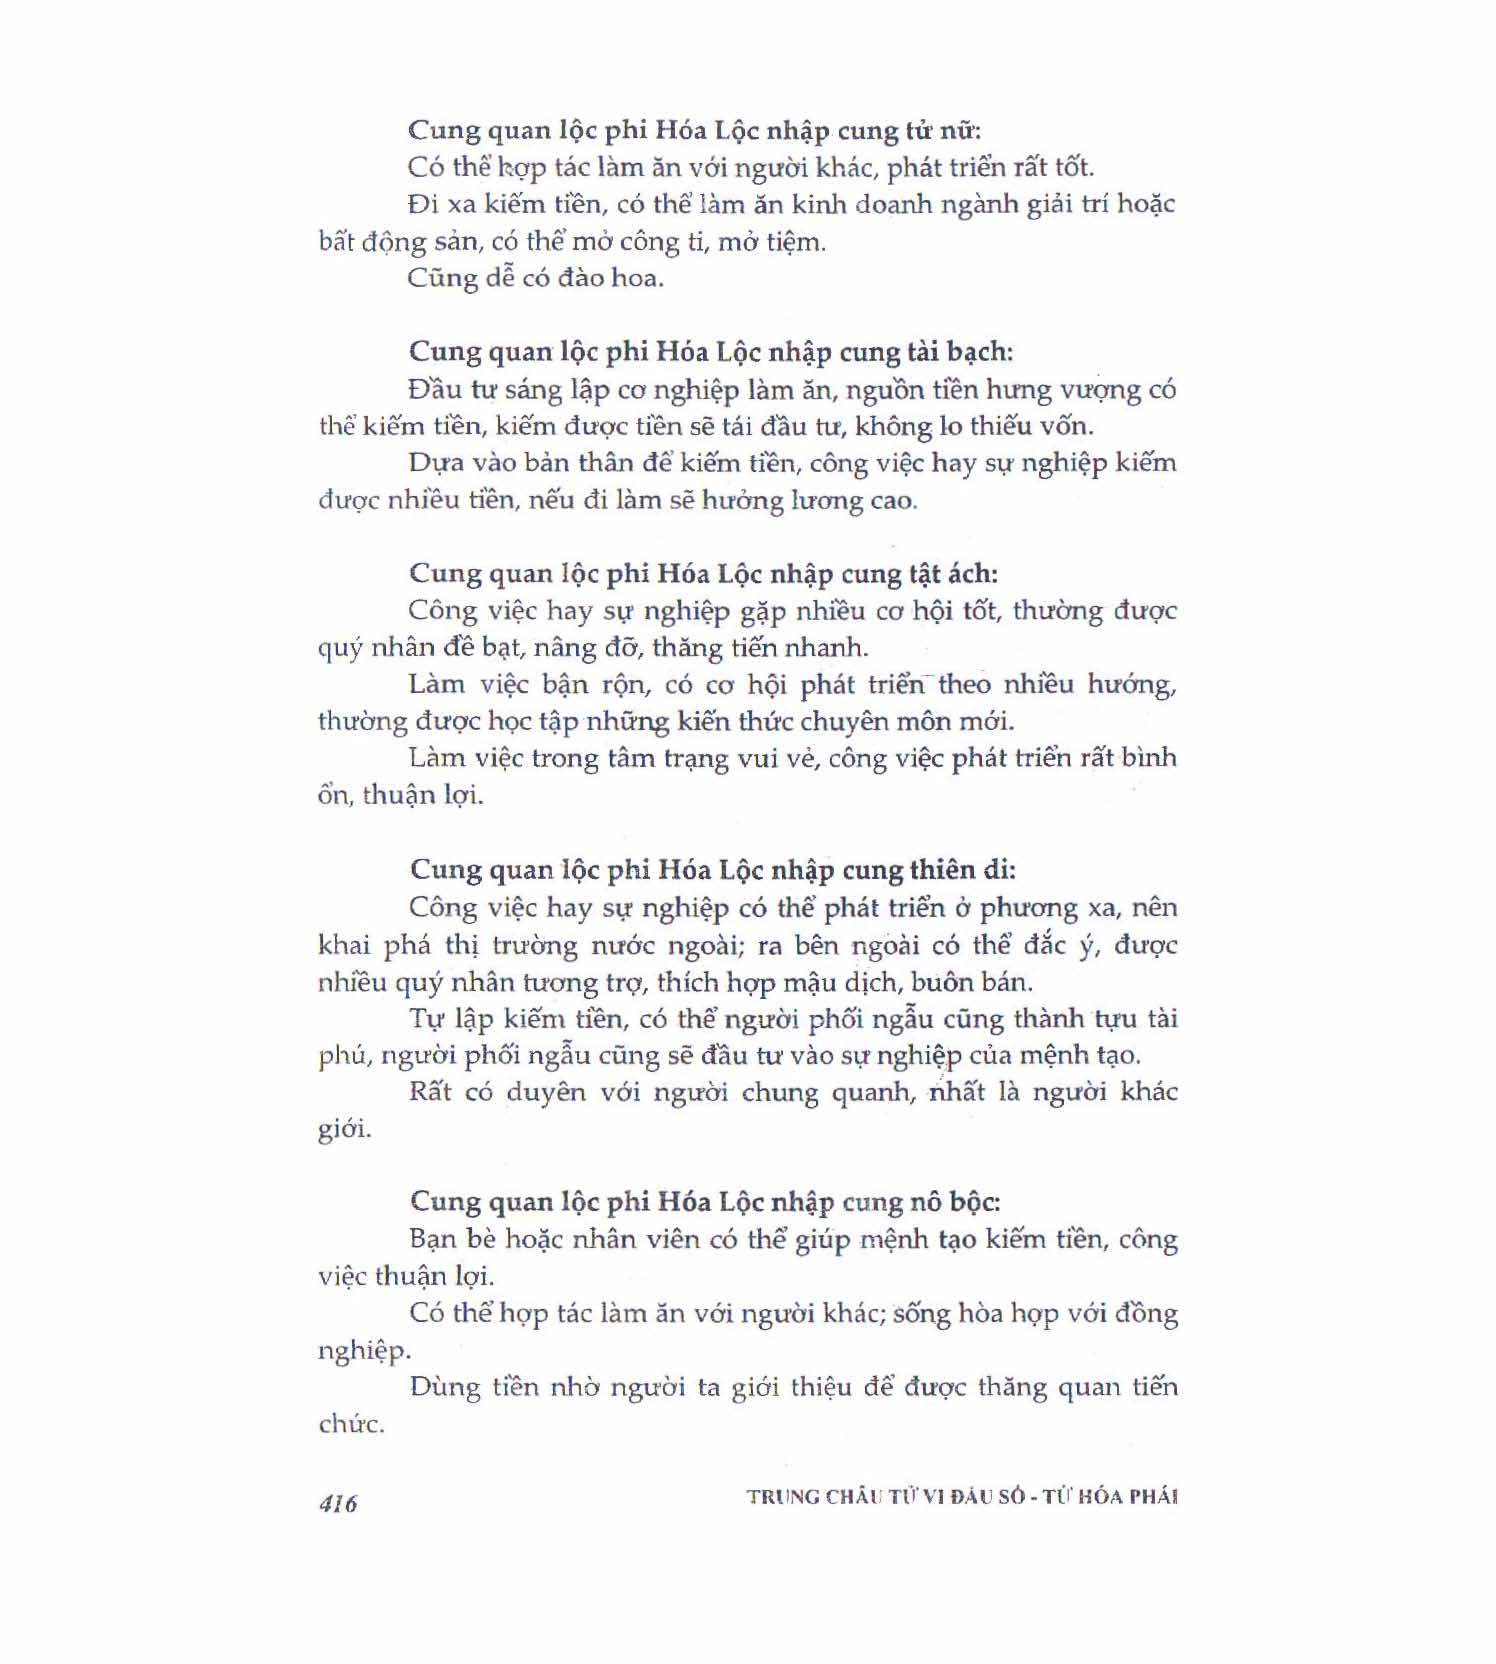 Cung quan lộc phi Hóa Lộc nhập cung tử nữ:
Có thể hợp tác làm ăn với người khác, phát triển rất tốt.
Đi xa kiếm tiền, có thể làm ăn kinh doanh ngành giải trí hoặc
bất động sản, có thể mở công ti, mở tiệm.
Cũng dễ có đào hoa.
Cung quan lộc phi Hóa Lộc nhập cung tài bạch:
Đầu tư sáng lập cơ nghiệp làm ăn, nguồn tiền hưng vượng có
thể kiếm tiền, kiếm được tiền sẽ tái đầu tư, không lo thiếu vốn.
Dựa vào bản thân để kiếm tiền, công việc hay sự nghiệp kiếm
được nhiều tiền, nếu đi làm sẽ hưởng lương cao.
Cung quan lộc phi Hóa Lộc nhập cung tật ách:
Công việc hay sự nghiệp gặp nhiều cơ hội tốt, thường được
quý nhân đề bạt, nâng đỡ, thăng tiến nhanh.
Làm việc bận rộn, có cơ hội phát triển theo nhiều hướng,
thường được học tập những kiến thức chuyên môn mới.
Làm việc trong tâm trạng vui vẻ, công việc phát triển rất bình
ổn, thuận lợi.
Cung quan lộc phi Hóa Lộc nhập cung thiên di:
Công việc hay sự nghiệp có thể phát triển ở phương xa, nên
khai phá thị trường nước ngoài; ra bên ngoài có thể đắc ý, được
nhiều quý nhân tương trợ, thích hợp mậu dịch, buôn bán.
Tự lập kiếm tiền, có thể người phối ngẫu cũng thành tựu tài
phú, người phối ngẫu cũng sẽ đầu tư vào sự nghiệp của mệnh tạo.
Rất có duyên với người chung quanh, nhất là người khác
giới.
Cung quan lộc phi Hóa Lộc nhập cung nô bộc:
Bạn bè hoặc nhân viên có thể giúp mệnh tạo kiếm tiền, công
việc thuận lợi.
Có thể hợp tác làm ăn với người khác; sống hòa hợp với đồng
nghiệp.
Dùng tiền nhờ người ta giới thiệu để được thăng quan tiến
chức.
416 TRUNG CHÂU TỬ VI ĐẨU SỐ - TỨ HÓA PHÁI